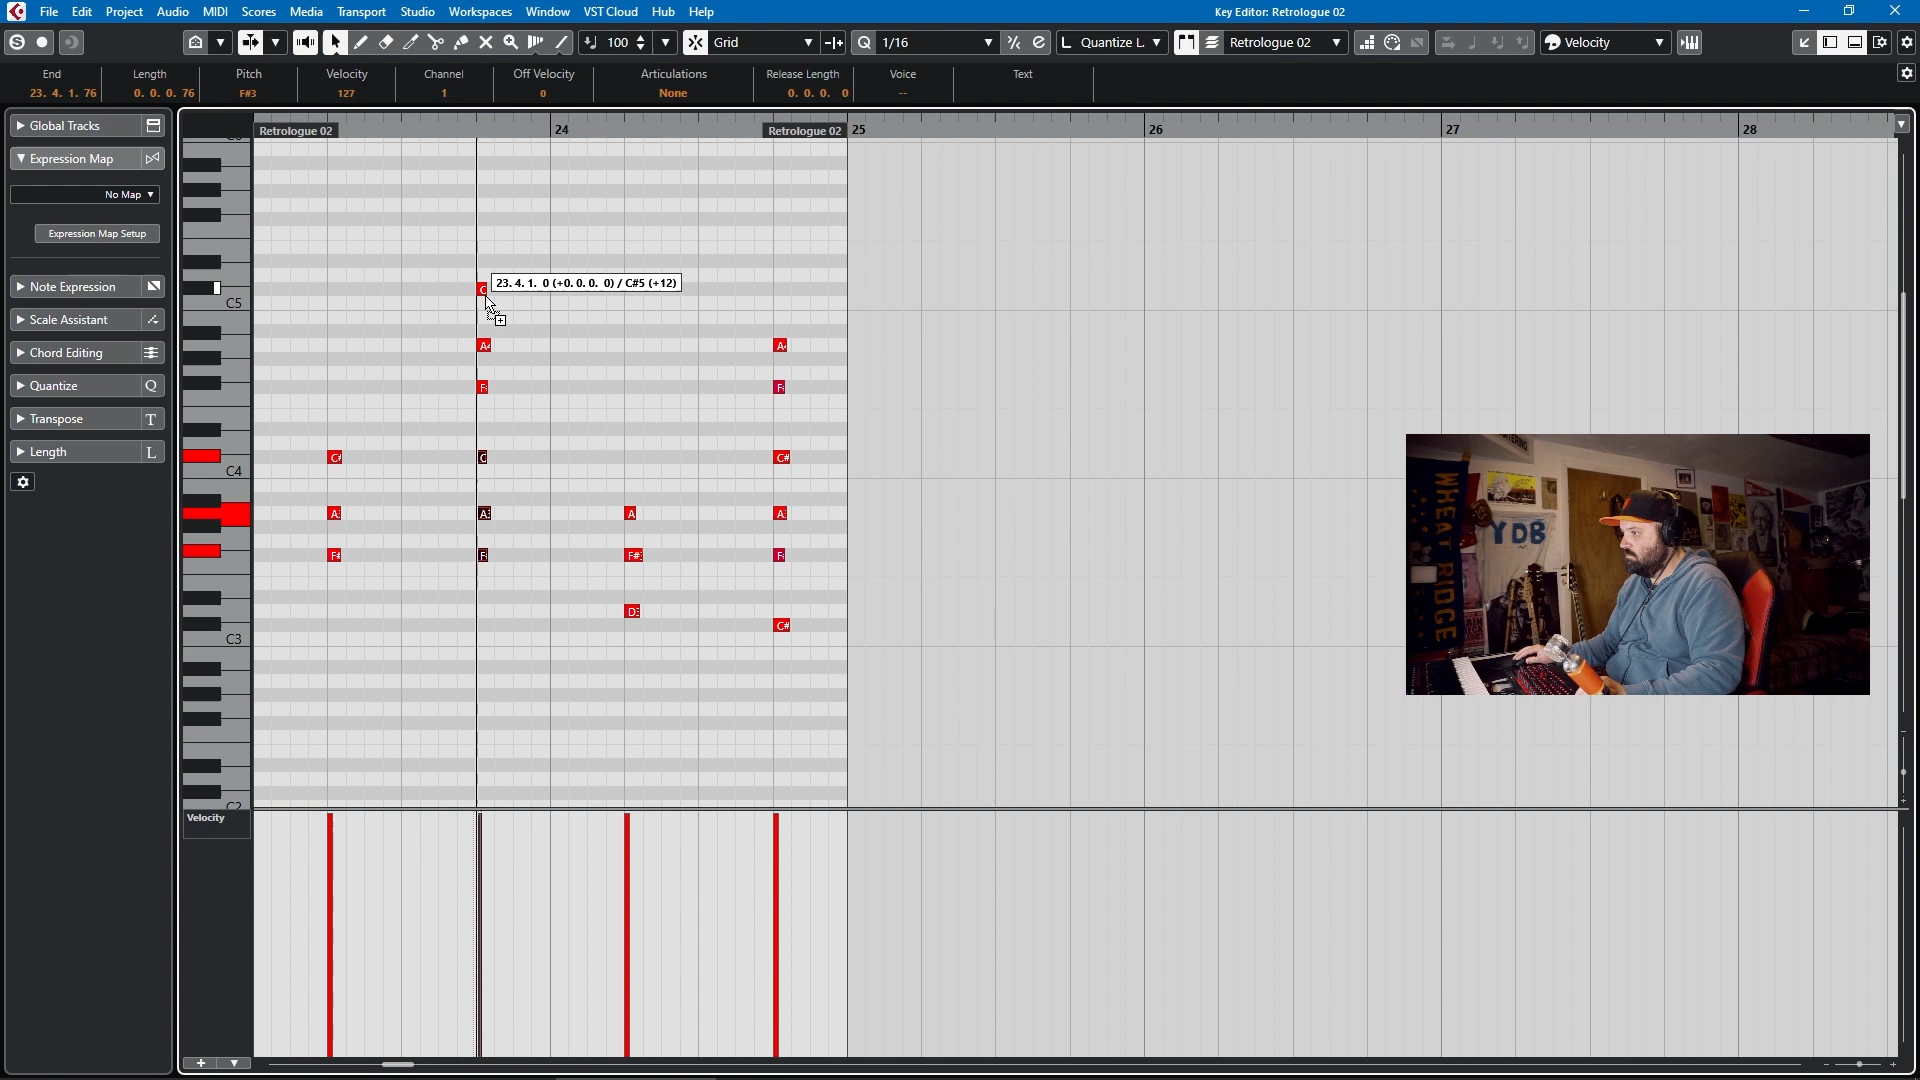 File Edit Project Audio MIDI Scores Media Transport Studio Workspaces Window VST Cloud Hub Help
Key Editor: Retrologue 02
100 Grid Q 1/16 L Quantize L. Retrologue 02 Velocity
End Length Pitch Velocity Channel Off Velocity Articulations Release Length Voice Text
23. 4. 1. 76 0. 0. 0. 76 F#3 127 1 0 None 0. 0. 0. 0 --
Global Tracks
Expression Map
No Map
Expression Map Setup
Note Expression
Scale Assistant
Chord Editing
Quantize Q
Transpose T
Length L
Retrologue 02 24 Retrologue 02 25 26 27 28
23. 4. 1. 0 (+0. 0. 0. 0) / C#5 (+12)
C
C5
A
F
C# C C#
C4
A A A A
F# F F# F
D
C#
C3
C2
Velocity
WHEAT RIDGE
YDB